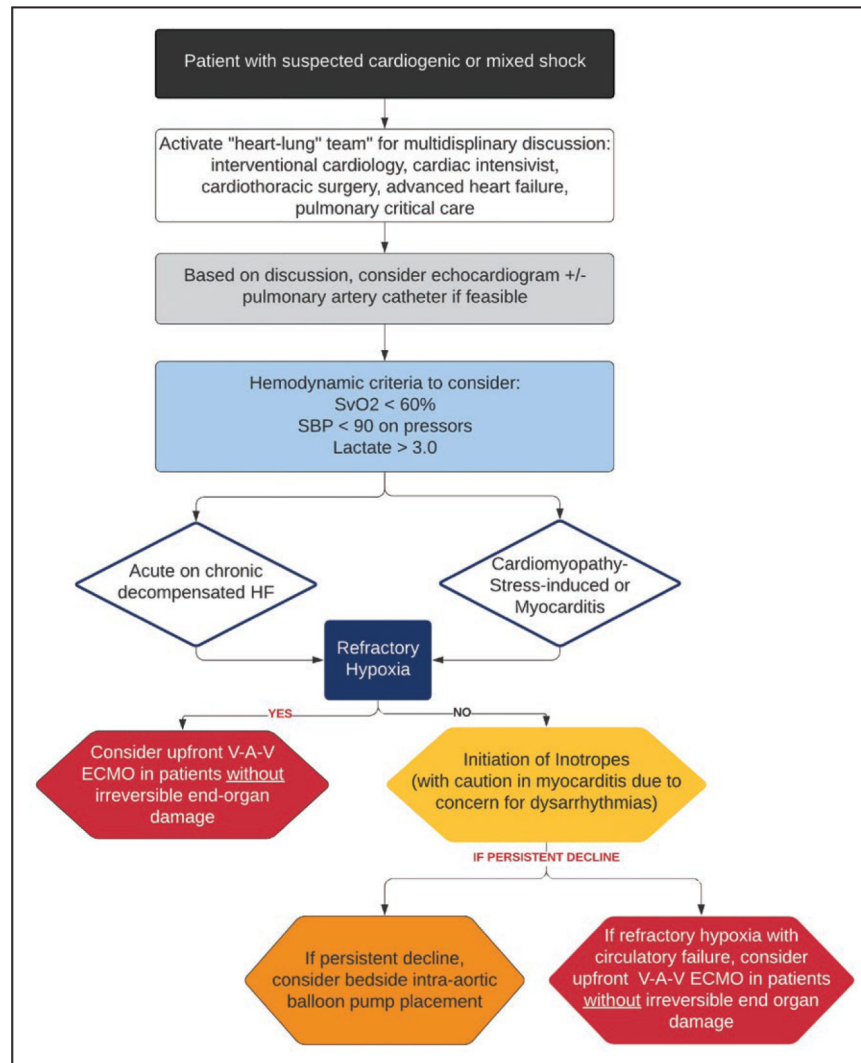 Patient with suspected cardiogenic or mixed shock
Activate "heart-lung" team" for multidisplinary discussion:
interventional cardiology, cardiac intensivist,
cardiothoracic surgery, advanced heart failure,
pulmonary critical care
Based on discussion, consider echocardiogram +/-
pulmonary artery catheter if feasible
Hemodynamic criteria to consider:
SvO2 < 60%
SBP < 90 on pressors
Lactate > 3.0
Acute on chronic
decompensated HF
Cardiomyopathy-
Stress-induced or
Myocarditis
Refractory
Hypoxia
YES
NO
Consider upfront V-A-V
ECMO in patients without
irreversible end-organ
damage
Initiation of Inotropes
(with caution in myocarditis due to
concern for dysarrhythmias)
IF PERSISTENT DECLINE
If persistent decline,
consider bedside intra-aortic
balloon pump placement
If refractory hypoxia with
circulatory failure, consider
upfront V-A-V ECMO in patients
without irreversible end organ
damage